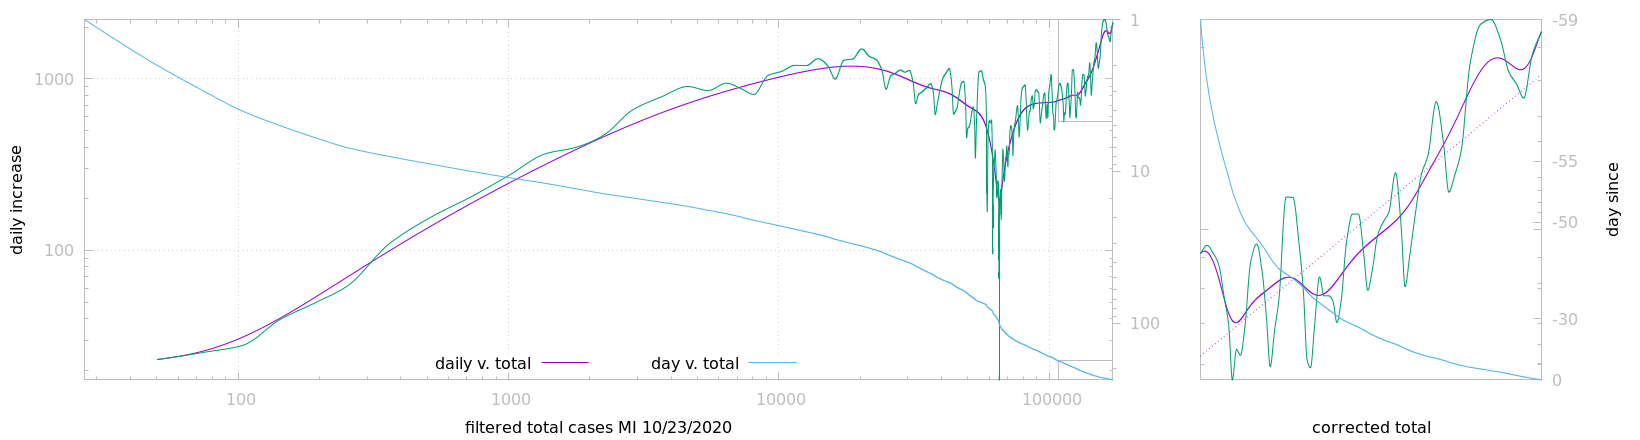 1
-59
1000
-55
10
-50
daily increase
day since
100
-30
100
daily v. total
day v. total
0
100
1000
10000
100000
filtered total cases MI 10/23/2020
corrected total